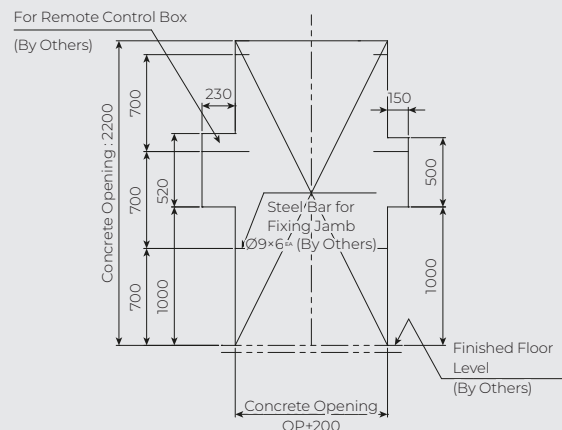 For Remote Control Box
(By Others)
230
150
700
Concrete Opening : 2200
520
500
700
Steel Bar for
Fixing Jamb
Ø9×6EA (By Others)
1000
1000
700
Finished Floor
Level
(By Others)
Concrete Opening
OP+200